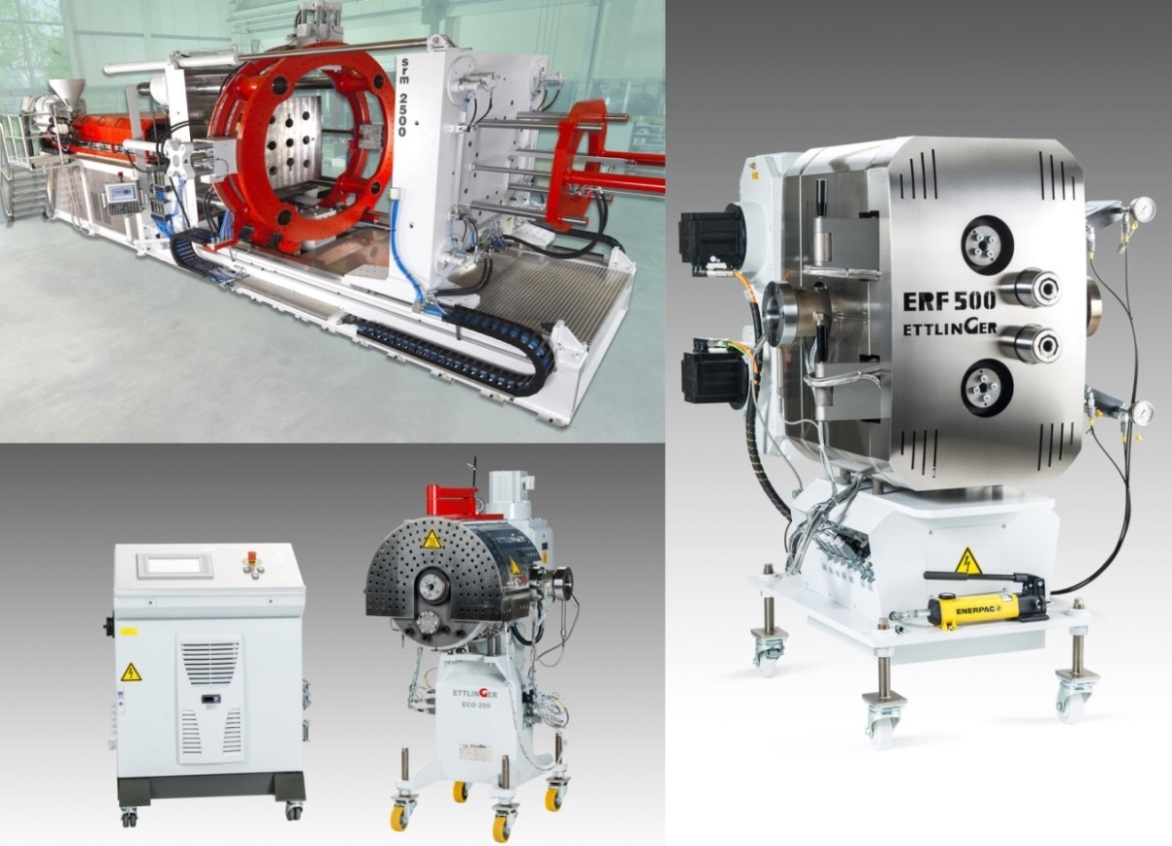 srm 2500
ERF 500
ETTLINGER
ENERPAC
ETTLINGER
ECO 250